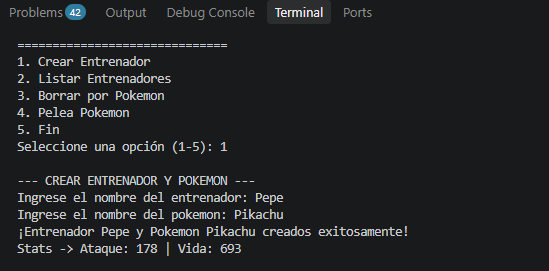 Problems 42 Output Debug Console Terminal Ports
==============================
1. Crear Entrenador
2. Listar Entrenadores
3. Borrar por Pokemon
4. Pelea Pokemon
5. Fin
Seleccione una opción (1-5): 1
--- CREAR ENTRENADOR Y POKEMON ---
Ingrese el nombre del entrenador: Pepe
Ingrese el nombre del pokemon: Pikachu
¡Entrenador Pepe y Pokemon Pikachu creados exitosamente!
Stats -> Ataque: 178 | Vida: 693